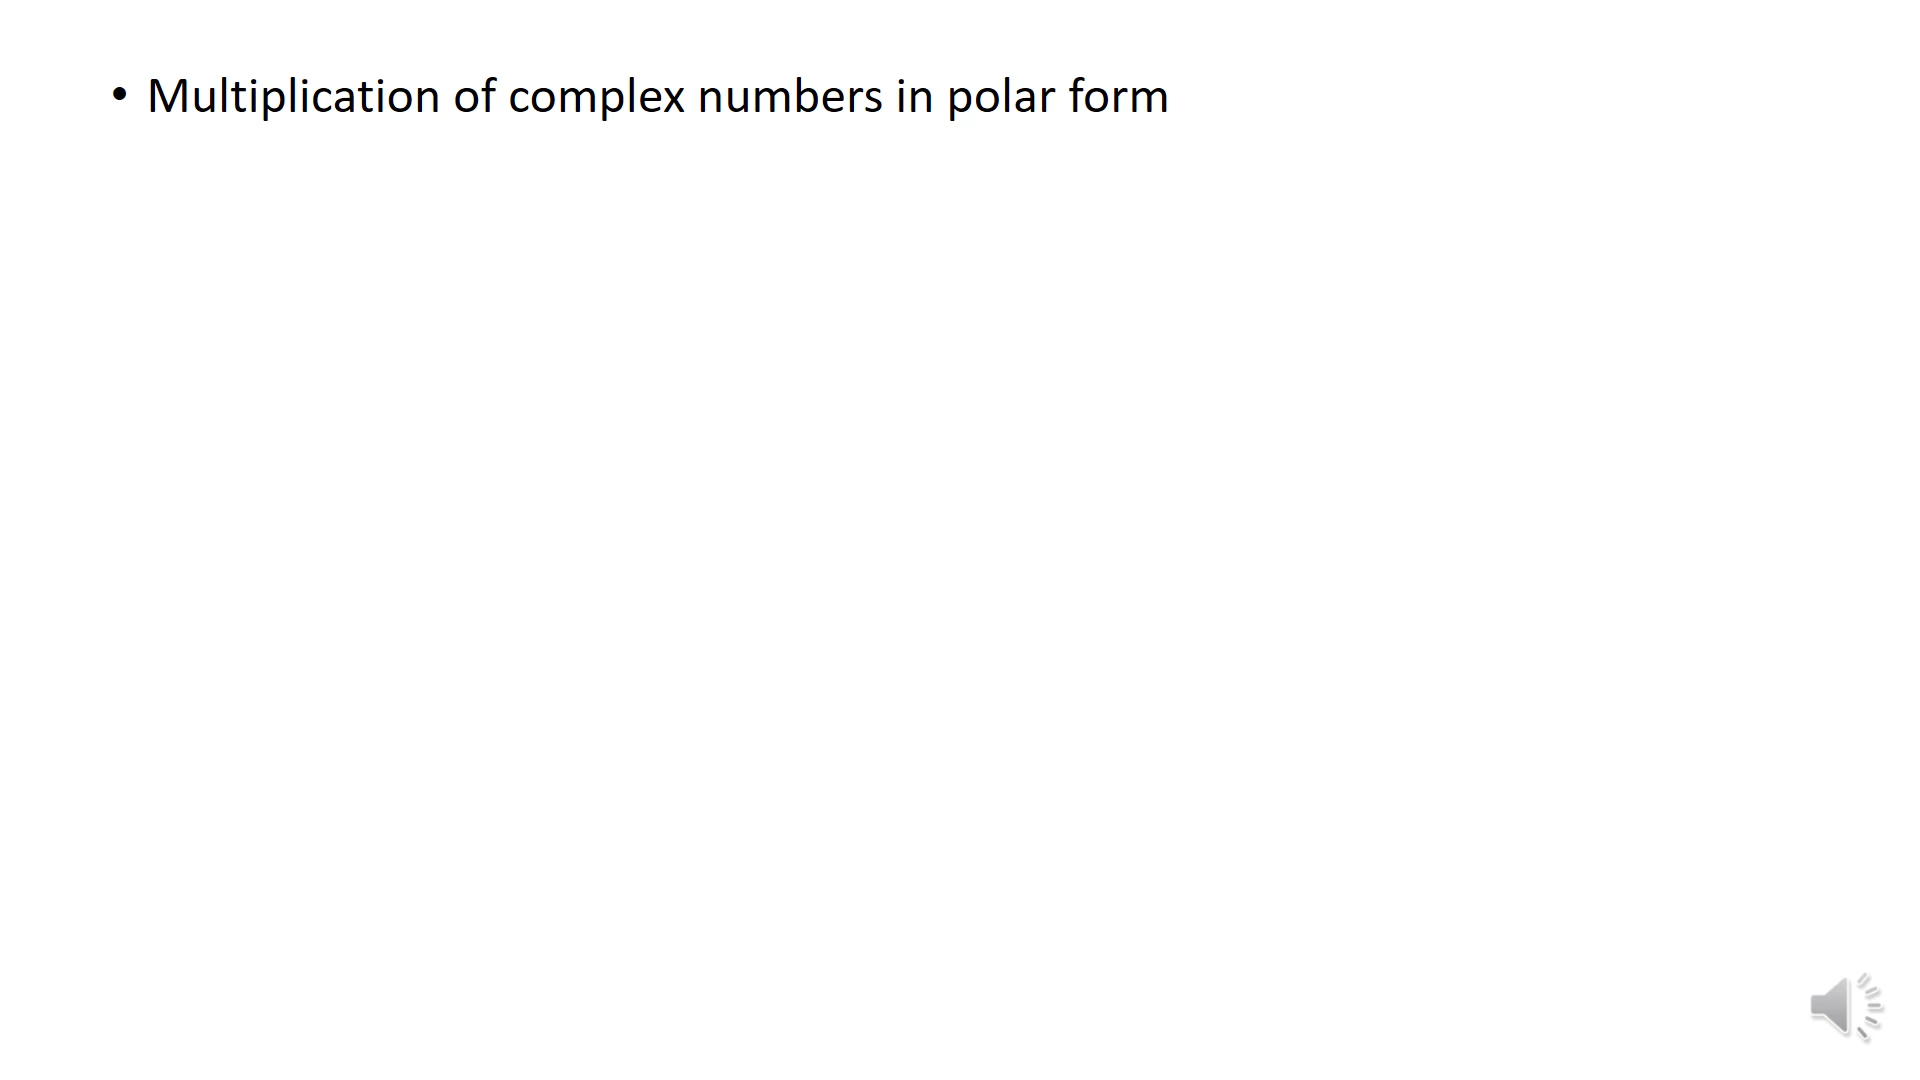 • Multiplication of complex numbers in polar form